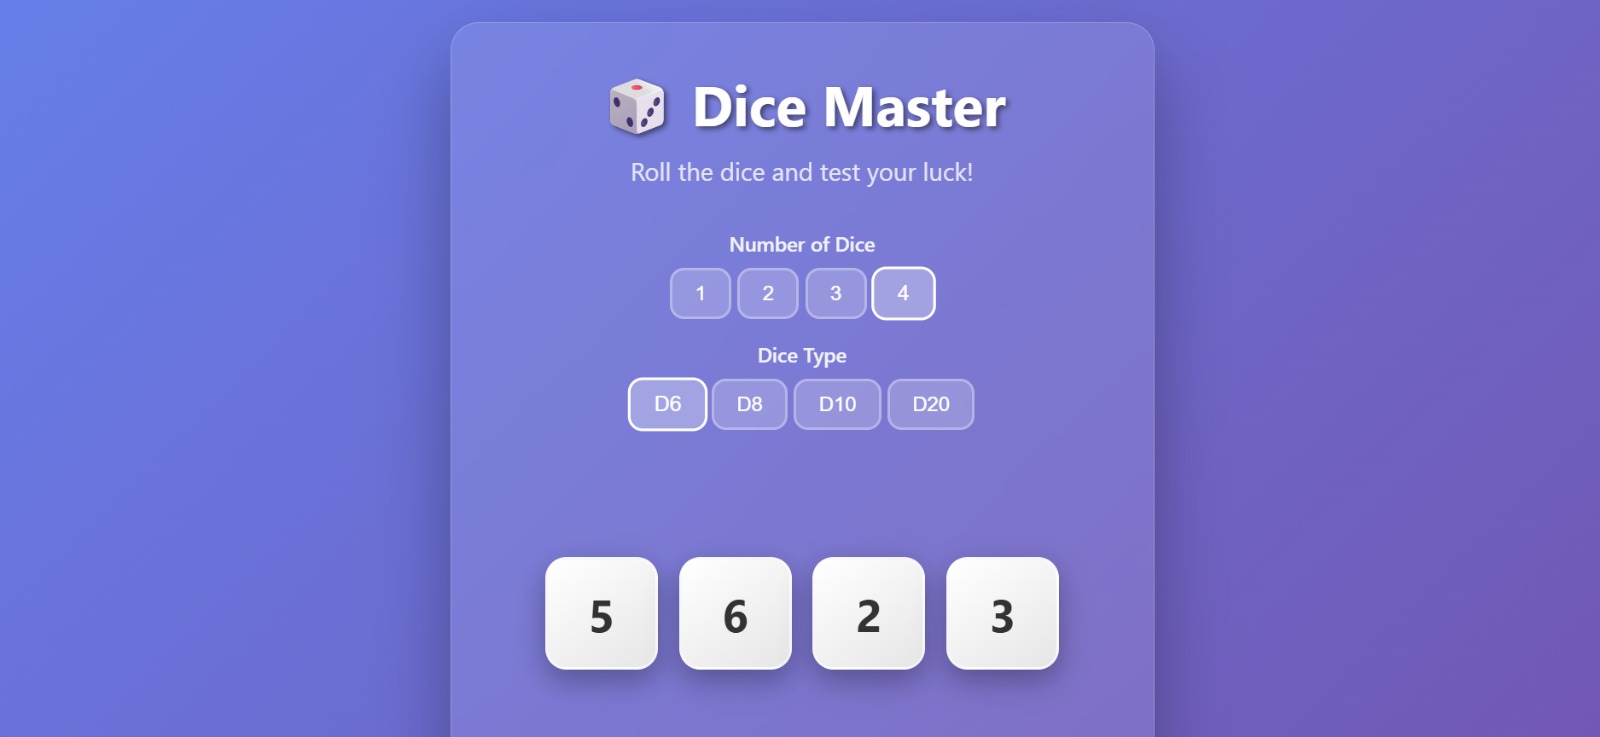 Dice Master
Roll the dice and test your luck!
Number of Dice
1 2 3 4
Dice Type
D6 D8 D10 D20
5 6 2 3